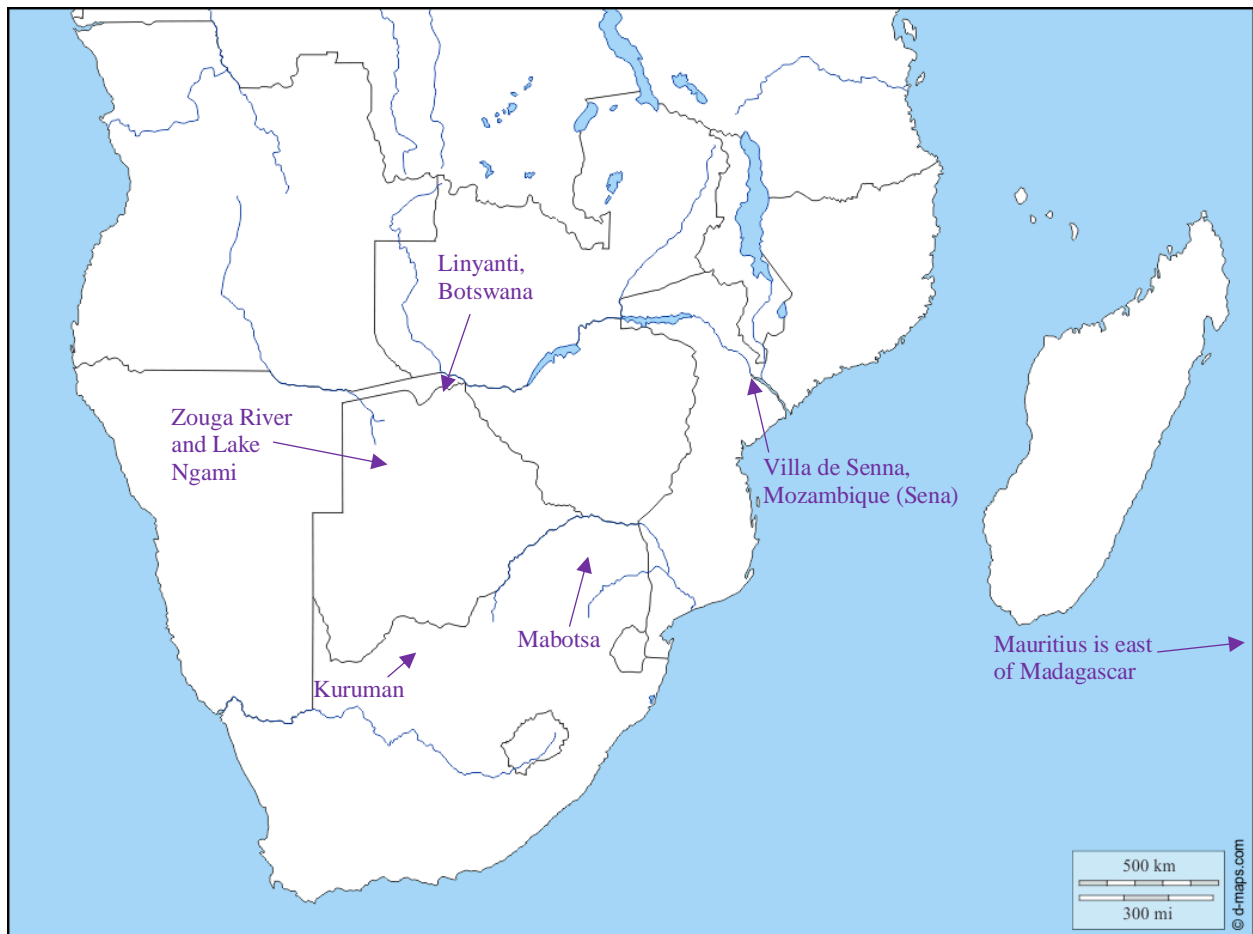 Linyanti,
Botswana
Zouga River
and Lake
Ngami
Villa de Senna,
Mozambique (Sena)
Mabotsa
Mauritius is east
of Madagascar
Kuruman
500 km
300 mi
© d-maps.com